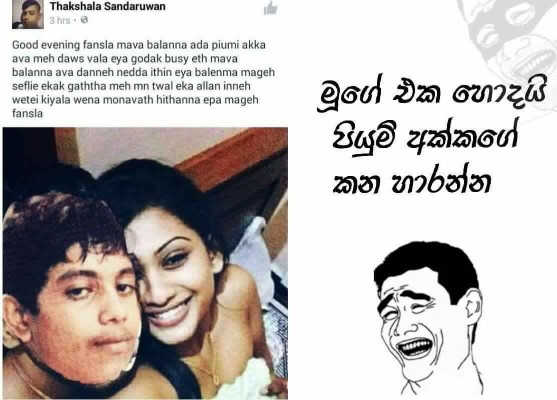 Thakshala Sandaruwan
3 hrs •
Good evening fansla mava balanna ada piumi akka
ava meh daws vala eya godak busy eth mava
balanna ava danneh nedda ithin eya balenma mageh
seflie ekak gaththa meh mn twal eka allan inneh
wetei kiyala wena monavath hithanna epa mageh
fansla
මූගේ එක හොදයි
පියුමි අක්කගේ
කන හාරන්න